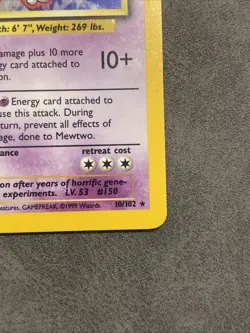 th: 6' 7", Weight: 269 lbs.
amage plus 10 more
gy card attached to
on.
10+
Energy card attached to
use this attack. During
turn, prevent all effects of
age, done to Mewtwo.
ance retreat cost
on after years of horrific gene-
experiments. LV. 53 #150
eatures, GAMEFREAK. ©1999 Wizards. 10/102 ★